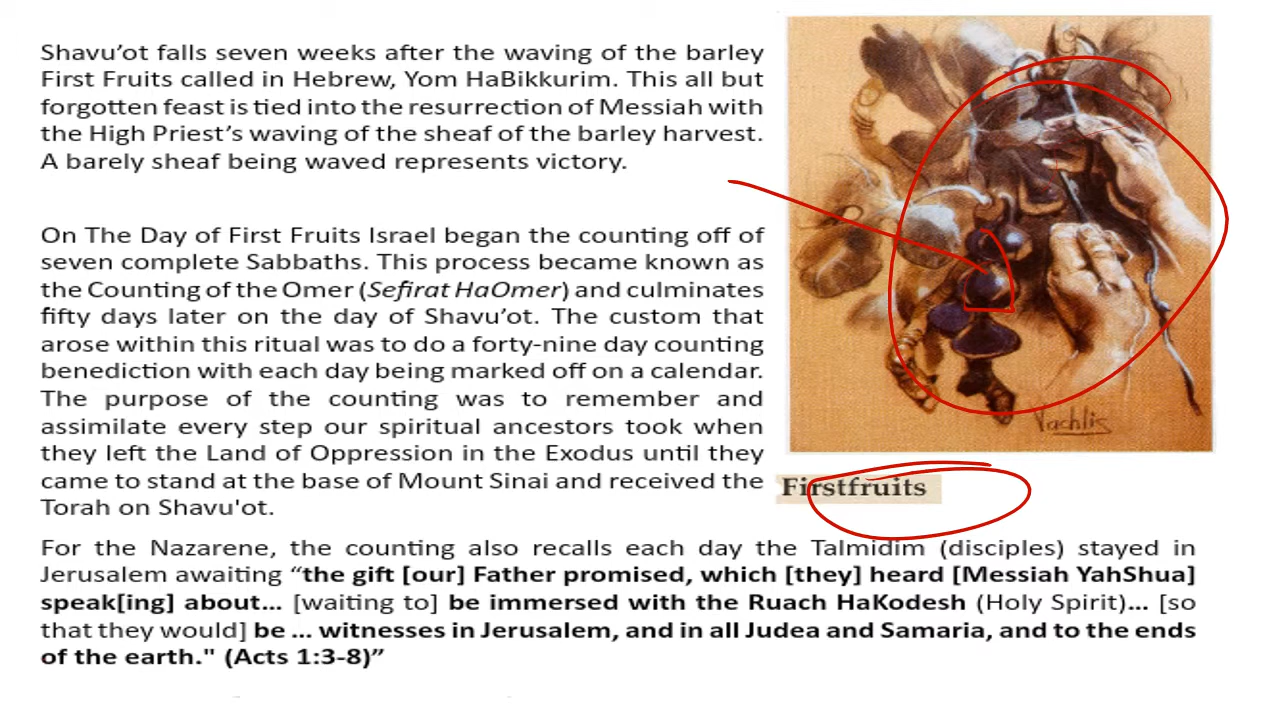 Shavu’ot falls seven weeks after the waving of the barley
First Fruits called in Hebrew, Yom HaBikkurim. This all but
forgotten feast is tied into the resurrection of Messiah with
the High Priest’s waving of the sheaf of the barley harvest.
A barely sheaf being waved represents victory.
On The Day of First Fruits Israel began the counting off of
seven complete Sabbaths. This process became known as
the Counting of the Omer (Sefirat HaOmer) and culminates
fifty days later on the day of Shavu’ot. The custom that
arose within this ritual was to do a forty-nine day counting
benediction with each day being marked off on a calendar.
The purpose of the counting was to remember and
assimilate every step our spiritual ancestors took when
they left the Land of Oppression in the Exodus until they
came to stand at the base of Mount Sinai and received the
Torah on Shavu'ot.
Vachlis
Firstfruits
For the Nazarene, the counting also recalls each day the Talmidim (disciples) stayed in
Jerusalem awaiting “the gift [our] Father promised, which [they] heard [Messiah YahShua]
speak[ing] about… [waiting to] be immersed with the Ruach HaKodesh (Holy Spirit)… [so
that they would] be … witnesses in Jerusalem, and in all Judea and Samaria, and to the ends
of the earth." (Acts 1:3-8)”